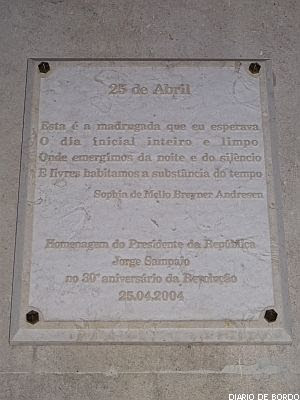 25 de Abril
Esta é a madrugada que eu esperava
O dia inicial inteiro e limpo
Onde emergimos da noite e do silêncio
E livres habitamos a substância do tempo
Sophia de Mello Breyner Andresen
Homenagem do Presidente da República
Jorge Sampaio
no 30º aniversário da Revolução
25.04.2004
DIARIO DE BORDO